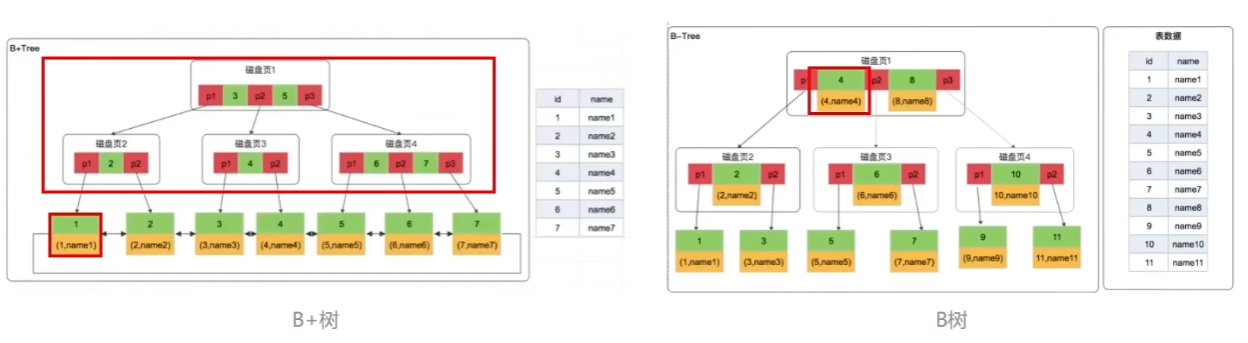 B+Tree
磁盘页1
p1 3 p2 5 p3
磁盘页2
磁盘页3
磁盘页4
p1 2 p2
p1 4 p2
p1 6 p2 7 p3
1
2
3
4
5
6
7
(1,name1)
(2,name2)
(3,name3)
(4,name4)
(5,name5)
(6,name6)
(7,name7)
id name
1 name1
2 name2
3 name3
4 name4
5 name5
6 name6
7 name7
B+树
B-Tree
磁盘页1
p1 4 p2 8 p3
(4,name4)
(8,name8)
磁盘页2
磁盘页3
磁盘页4
p1 2 p2
p1 6 p2
p1 10 p2
(2,name2)
(6,name6)
10,name10)
1
3
5
7
9
11
(1,name1)
(3,name3)
(5,name5)
(7,name7)
(9,name9)
11,name11)
表数据
id name
1 name1
2 name2
3 name3
4 name4
5 name5
6 name6
7 name7
8 name8
9 name9
10 name10
11 name11
B树